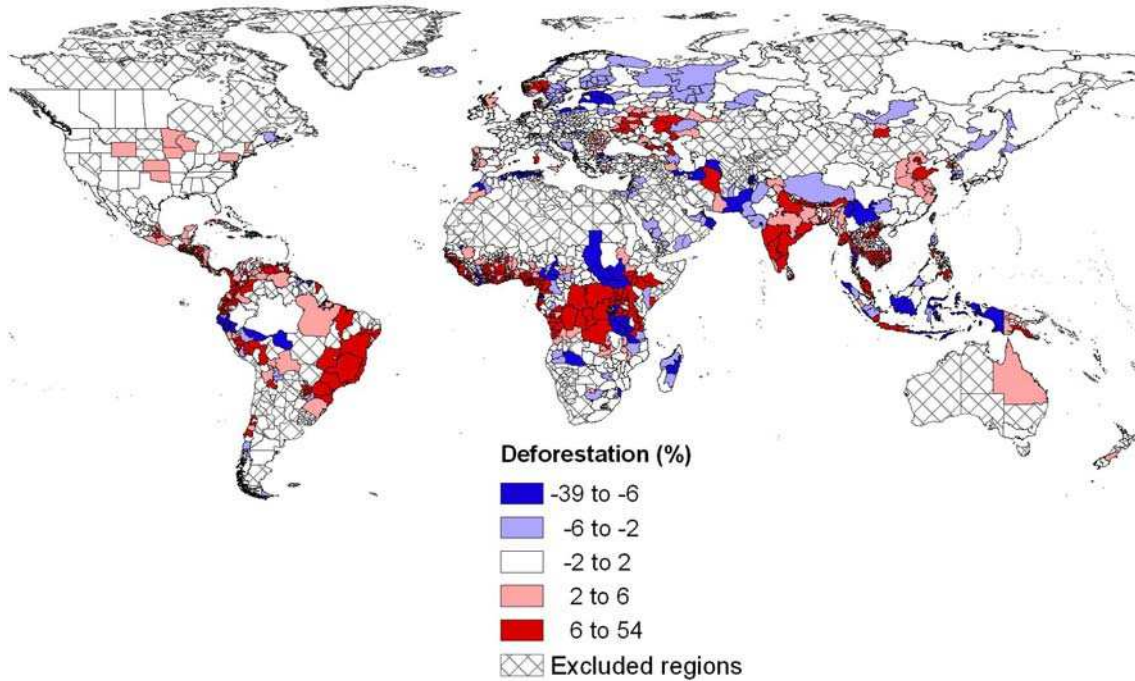 Deforestation (%)
-39 to -6
-6 to -2
-2 to 2
2 to 6
6 to 54
Excluded regions